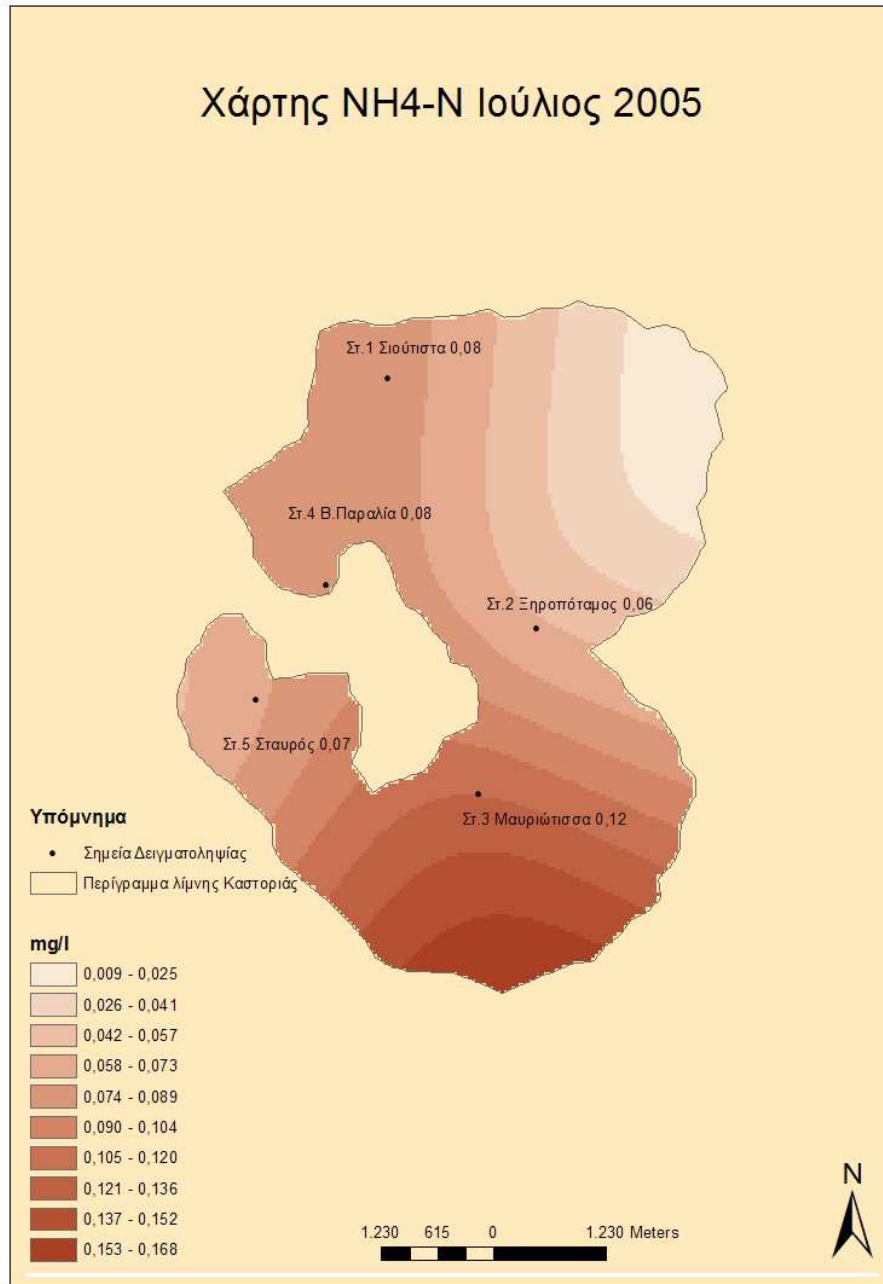 Χάρτης NH4-N Ιούλιος 2005
Στ.1 Σιούτιστα 0,08
Στ.4 Β.Παραλία 0,08
Στ.2 Ξηροπόταμος 0,06
Στ.5 Σταυρός 0,07
Στ.3 Μαυριώτισσα 0,12
Υπόμνημα
Σημεία Δειγματοληψίας
Περίγραμμα λίμνης Καστοριάς
mg/l
0,009 - 0,025
0,026 - 0,041
0,042 - 0,057
0,058 - 0,073
0,074 - 0,089
0,090 - 0,104
0,105 - 0,120
0,121 - 0,136
0,137 - 0,152
0,153 - 0,168
1.230 615 0 1.230 Meters
N